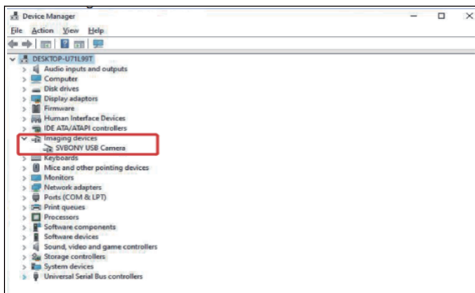 Device Manager
File Action View Help
DESKTOP-U71L99T
Audio inputs and outputs
Computer
Disk drives
Display adaptors
Firmware
Human Interface Devices
IDE ATA/ATAPI controllers
Imaging devices
SVBONY USB Camera
Keyboards
Mice and other pointing devices
Monitors
Network adapters
Ports (COM & LPT)
Print queues
Processors
Software components
Software devices
Sound, video and game controllers
Storage controllers
System devices
Universal Serial Bus controllers